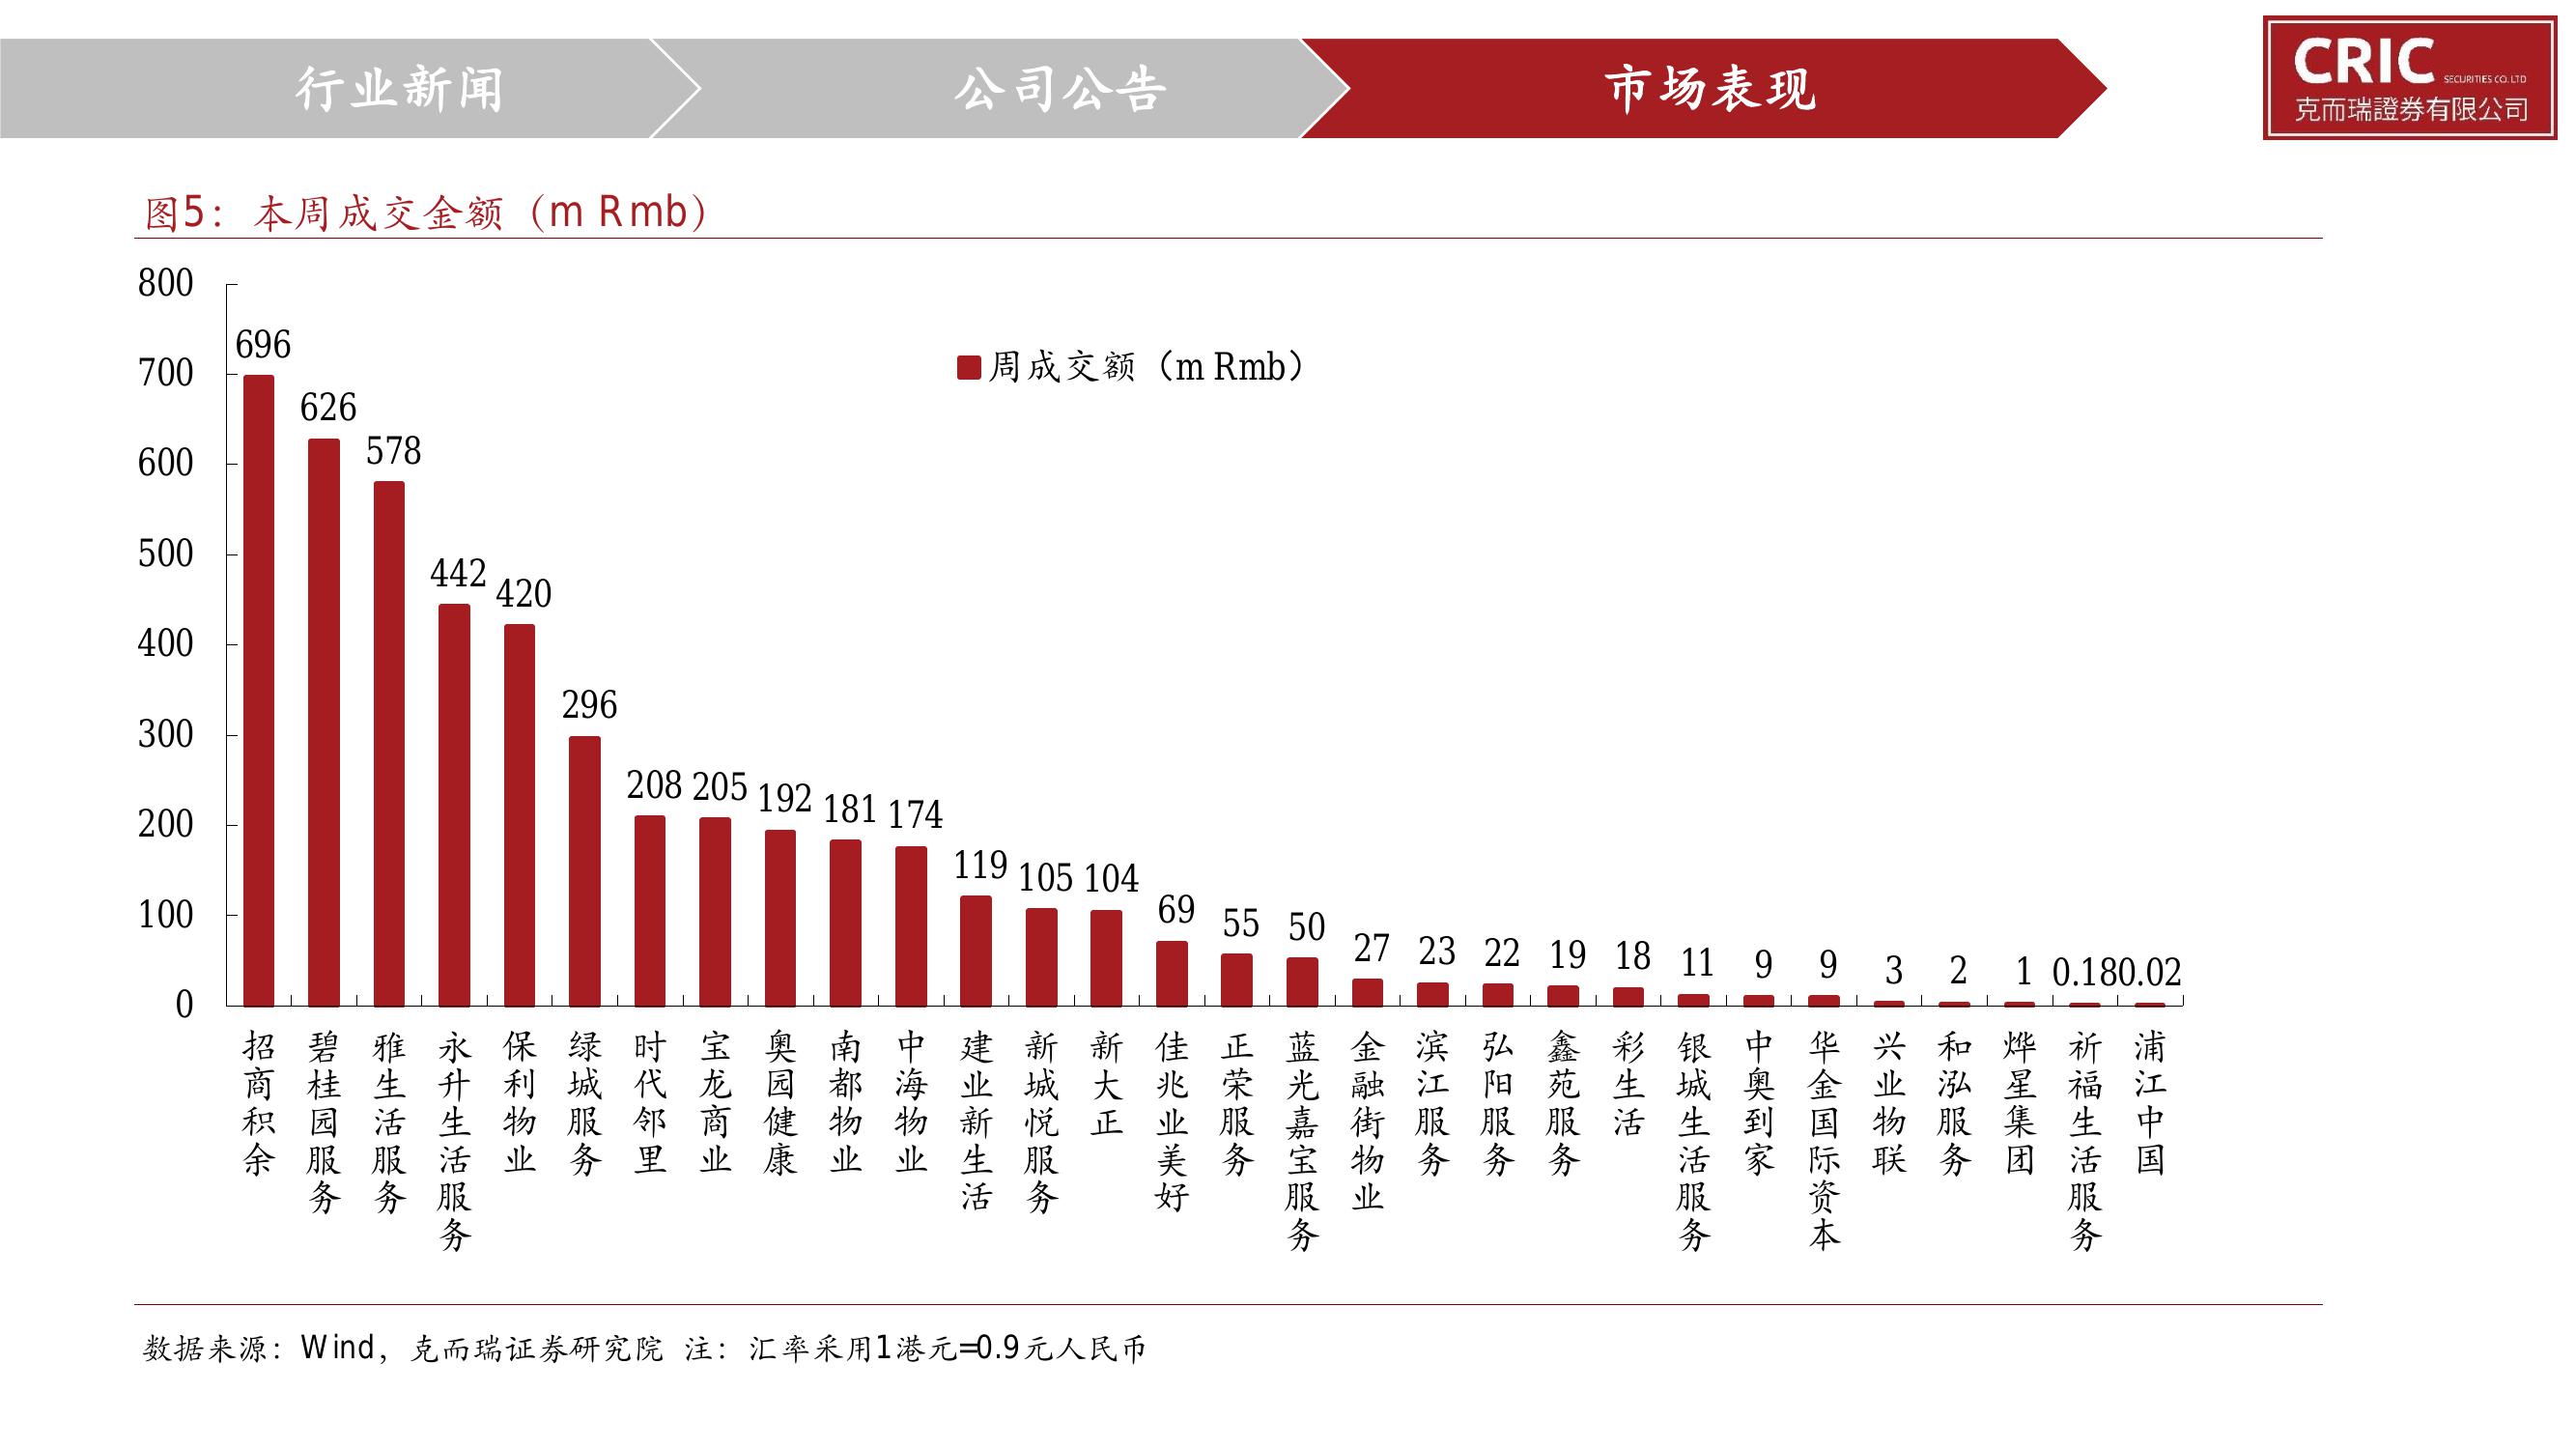 行业新闻
公司公告
市场表现
CRIC SECURITIES CO. LTD
克而瑞證券有限公司
图5：本周成交金额（m Rmb）
周成交额（m Rmb）
800
700
600
500
400
300
200
100
0
696
626
578
442
420
296
208
205
192
181
174
119
105
104
69
55
50
27
23
22
19
18
11
9
9
3
2
1
0.18
0.02
招商积余
碧桂园服务
雅生活服务
永升生活服务
保利物业
绿城服务
时代邻里
宝龙商业
奥园健康
南都物业
中海物业
建业新生活
新城悦服务
新大正
佳兆业美好
正荣服务
蓝光嘉宝服务
金融街物业
滨江服务
弘阳服务
鑫苑服务
彩生活
银城生活服务
中奥到家
华金国际资本
兴业物联
和泓服务
烨星集团
祈福生活服务
浦江中国
数据来源：Wind，克而瑞证券研究院 注：汇率采用1港元=0.9元人民币